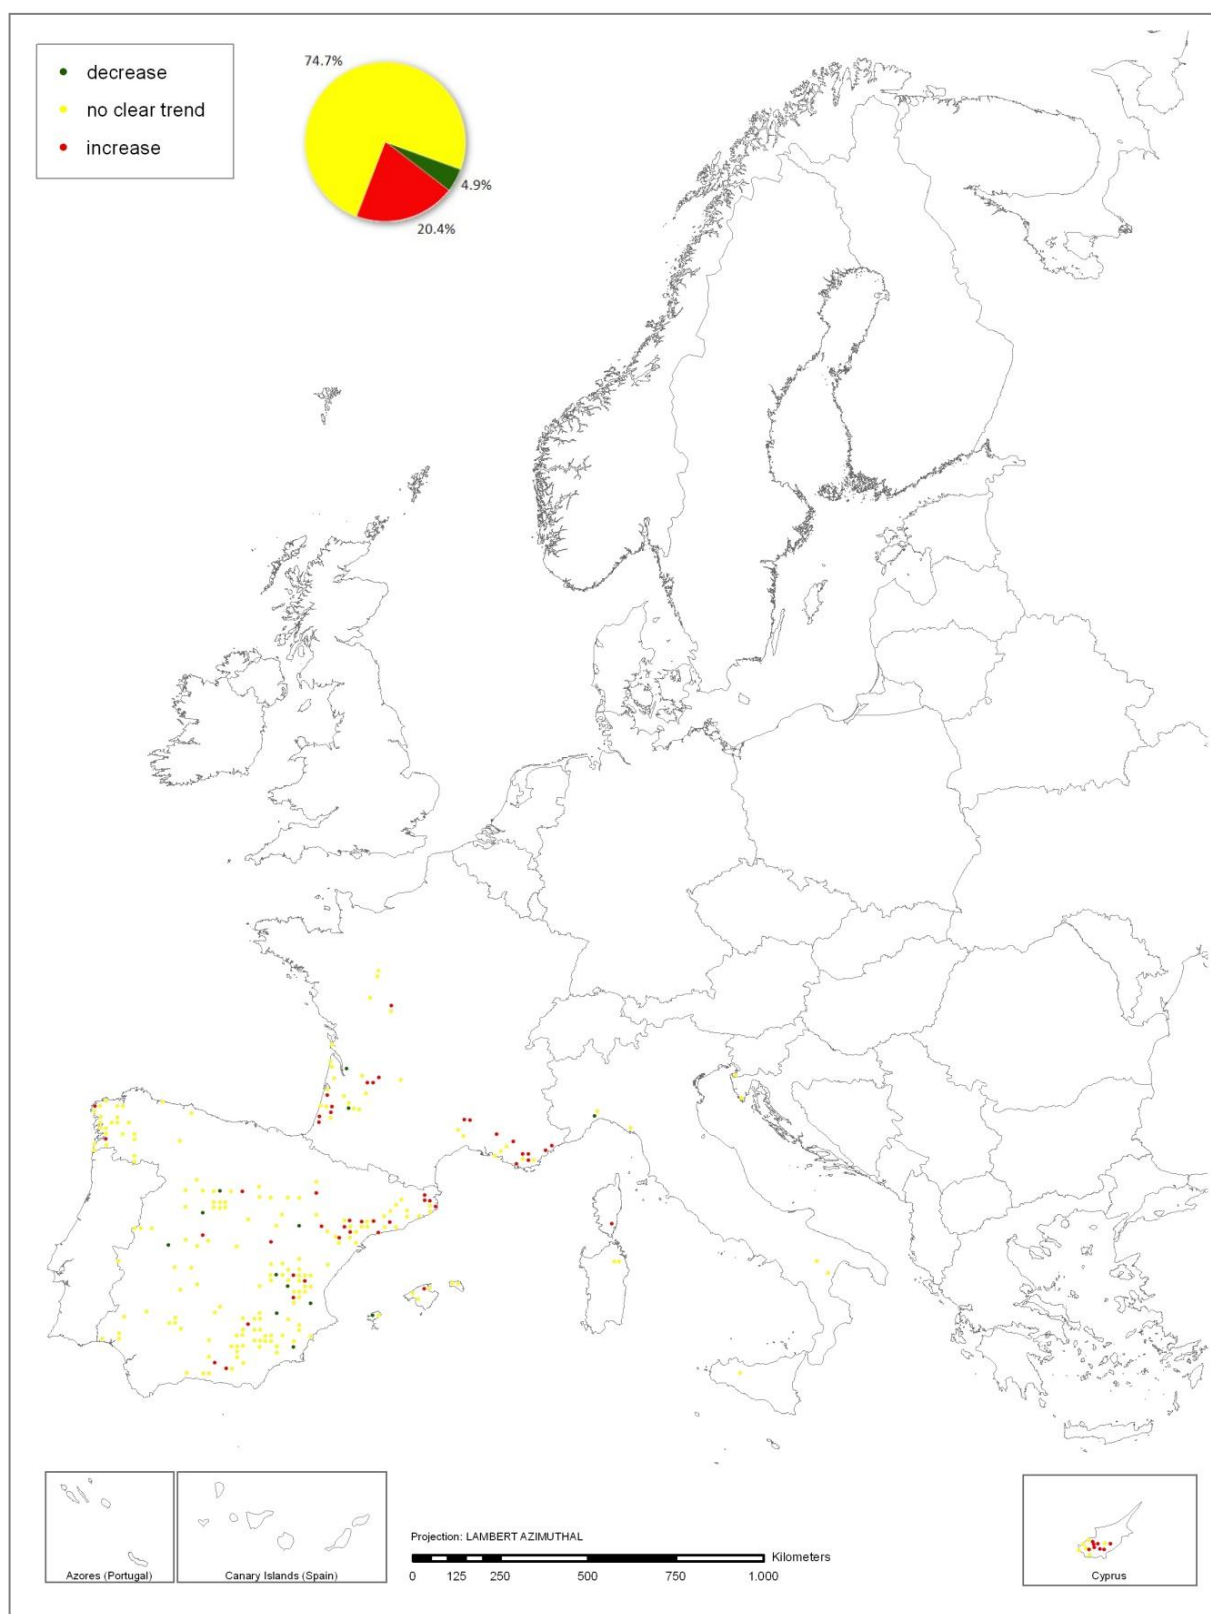 decrease
no clear trend
increase
74.7%
4.9%
20.4%
Projection: LAMBERT AZIMUTHAL
Kilometers
0 125 250 500 750 1.000
Azores (Portugal)
Canary Islands (Spain)
Cyprus